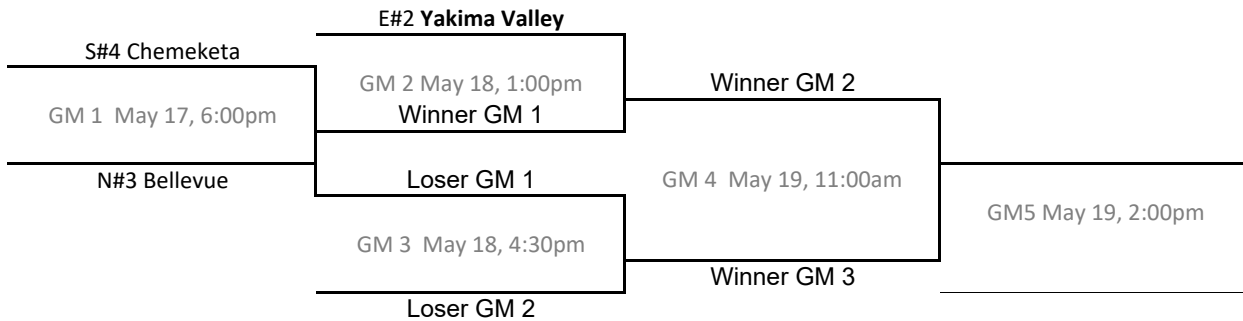 E#2 Yakima Valley
S#4 Chemeketa
GM 2 May 18, 1:00pm
Winner GM 2
GM 1 May 17, 6:00pm
Winner GM 1
N#3 Bellevue
Loser GM 1
GM 4 May 19, 11:00am
GM5 May 19, 2:00pm
GM 3 May 18, 4:30pm
Winner GM 3
Loser GM 2